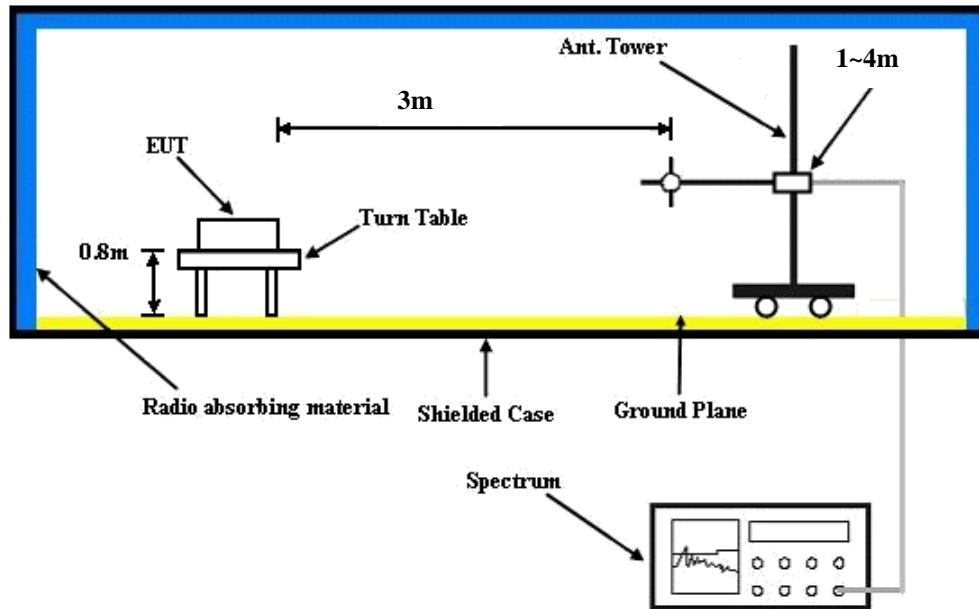 Ant. Tower
1~4m
3m
EUT
Turn Table
0.8m
Radio absorbing material
Shielded Case
Ground Plane
Spectrum